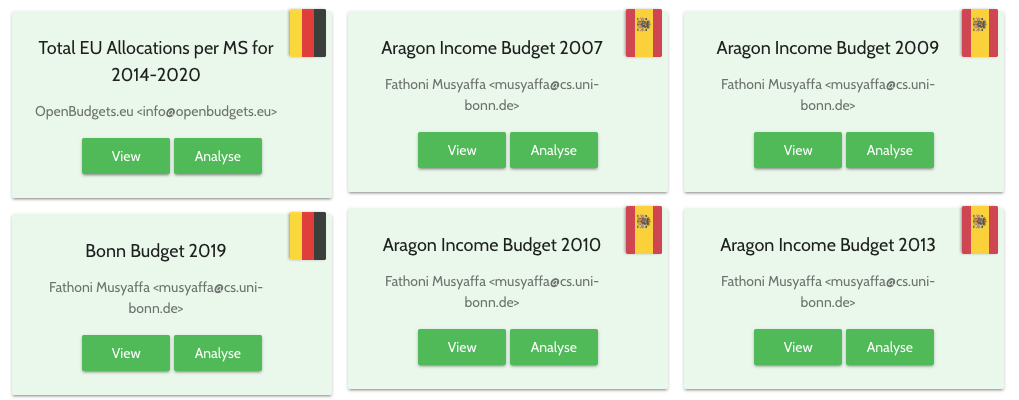 Total EU Allocations per MS for
2014-2020
OpenBudgets.eu <info@openbudgets.eu>
View
Analyse
Aragon Income Budget 2007
Fathoni Musyaffa <musyaffa@cs.uni-
bonn.de>
View
Analyse
Aragon Income Budget 2009
Fathoni Musyaffa <musyaffa@cs.uni-
bonn.de>
View
Analyse
Bonn Budget 2019
Fathoni Musyaffa <musyaffa@cs.uni-
bonn.de>
View
Analyse
Aragon Income Budget 2010
Fathoni Musyaffa <musyaffa@cs.uni-
bonn.de>
View
Analyse
Aragon Income Budget 2013
Fathoni Musyaffa <musyaffa@cs.uni-
bonn.de>
View
Analyse